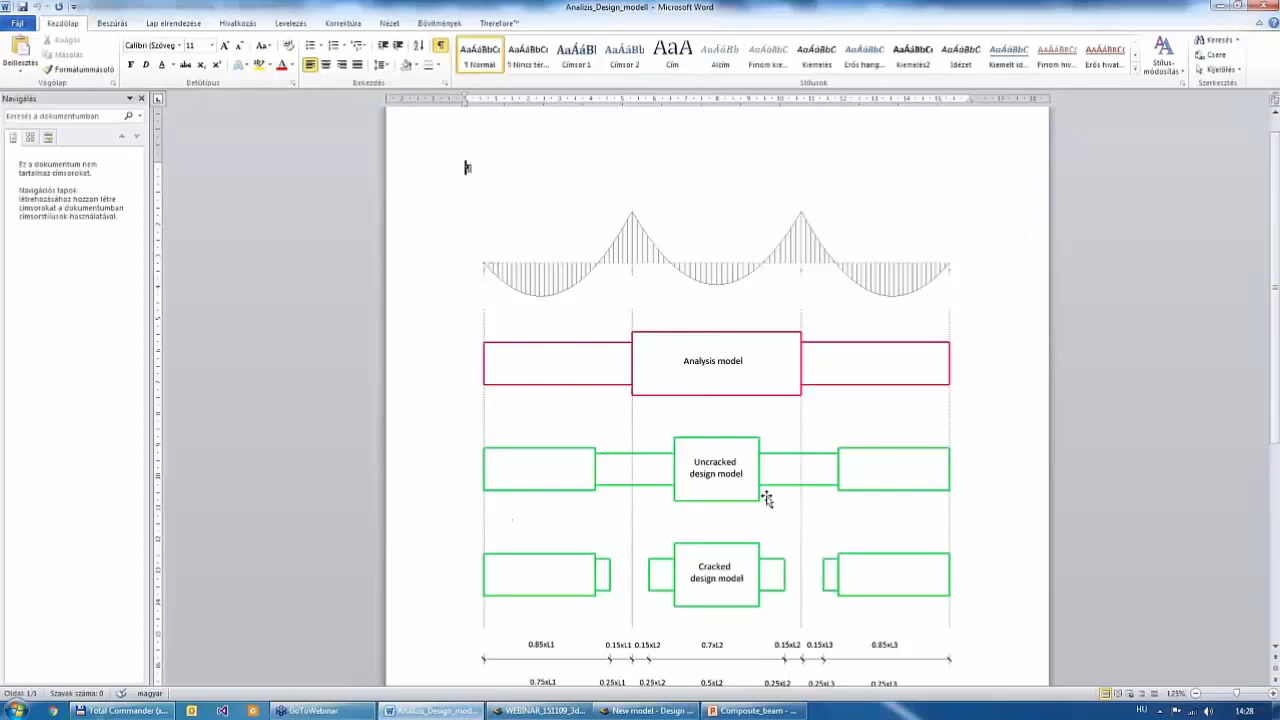 Analizis_Design_modell - Microsoft Word
Fájl Kezdőlap Beszúrás Lap elrendezése Hivatkozás Levelezés Korrektúra Nézet Bővítmények Therefore™
Beillesztés
Kivágás
Másolás
Formátummásoló
Calibri (Szöveg 11
AaBbCc
¶ Normál
¶ Nincs tér...
Címsor 1
Címsor 2
Cím
Alcím
Finom kie...
Kiemelés
Erős hang...
Kiemelés2
Idézet
Kiemelt id...
Finom hiv...
Erős hivat...
Stílus-
módosítás
Keresés
Csere
Kijelölés
Vágólap Betűtípus Bekezdés Stílusok Szerkesztés
Navigáció
Keresés a dokumentumban
Ez a dokumentum nem
tartalmaz címsorokat.
Navigációs lapok
létrehozásához hozzon létre
címsorokat a dokumentumban
címsorstílusok használatával.
Analysis model
Uncracked
design model
Cracked
design model
0.85xL1 0.15xL1 0.15xL2 0.7xL2 0.15xL2 0.15xL3 0.85xL3
0.75xL1 0.25xL1 0.25xL2 0.5xL2 0.25xL2 0.25xL3 0.75xL3
Oldal: 1/1 Szavak száma: 0 magyar 125%
Total Commander (x... GoToWebinar Analizis_Design_mod... WEBINAR_151109_3d... New model - Design ... Composite_beam - ... HU 14:28